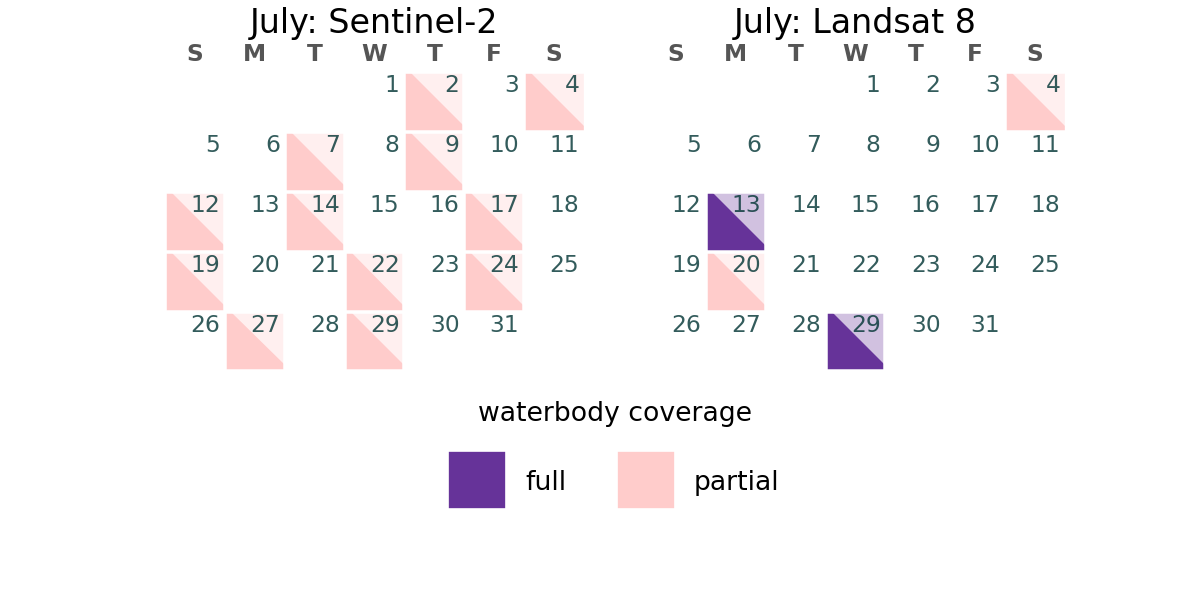 July: Sentinel-2
S M T W T F S
1 2 3 4
5 6 7 8 9 10 11
12 13 14 15 16 17 18
19 20 21 22 23 24 25
26 27 28 29 30 31
July: Landsat 8
S M T W T F S
1 2 3 4
5 6 7 8 9 10 11
12 13 14 15 16 17 18
19 20 21 22 23 24 25
26 27 28 29 30 31
waterbody coverage
full
partial